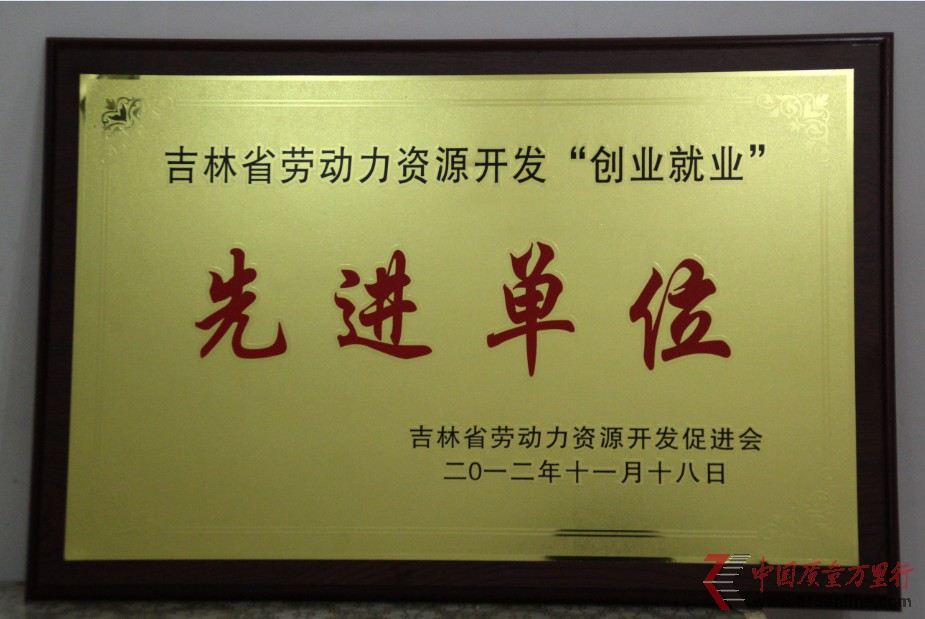 吉林省劳动力资源开发“创业就业”
先进单位
吉林省劳动力资源开发促进会
二0一二年十一月十八日
中国质量万里行